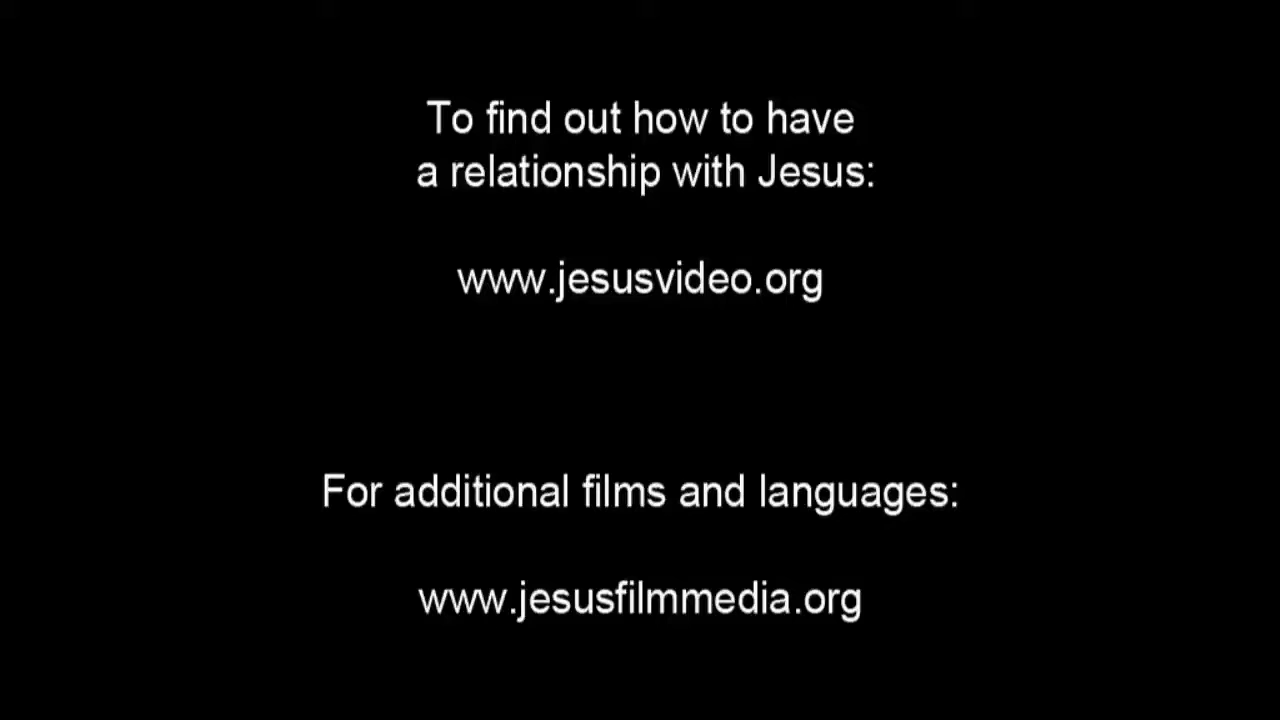 To find out how to have
a relationship with Jesus:
www.jesusvideo.org
For additional films and languages:
www.jesusfilmmedia.org